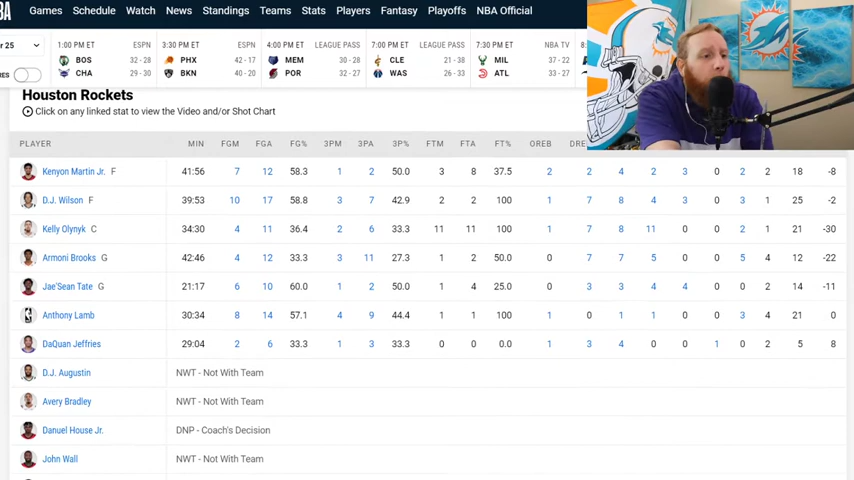 BA Games Schedule Watch News Standings Teams Stats Players Fantasy Playoffs NBA Official
r 25 1:00 PM ET ESPN 3:30 PM ET ESPN 4:00 PM ET LEAGUE PASS 7:00 PM ET LEAGUE PASS 7:30 PM ET NBA TV 8:
BOS 32 - 28 PHX 42 - 17 MEM 30 - 28 CLE 21 - 38 MIL 37 - 22
RES CHA 29 - 30 BKN 40 - 20 POR 32 - 27 WAS 26 - 33 ATL 33 - 27
Houston Rockets
Click on any linked stat to view the Video and/or Shot Chart
PLAYER MIN FGM FGA FG% 3PM 3PA 3P% FTM FTA FT% OREB DRE
Kenyon Martin Jr. F 41:56 7 12 58.3 1 2 50.0 3 8 37.5 2 2 4 2 3 0 2 2 18 -8
D.J. Wilson F 39:53 10 17 58.8 3 7 42.9 2 2 100 1 7 8 4 3 0 3 1 25 -2
Kelly Olynyk C 34:30 4 11 36.4 2 6 33.3 11 11 100 1 7 8 11 0 0 2 1 21 -30
Armoni Brooks G 42:46 4 12 33.3 3 11 27.3 1 2 50.0 0 7 7 5 0 0 5 4 12 -22
Jae'Sean Tate G 21:17 6 10 60.0 1 2 50.0 1 4 25.0 0 3 3 4 4 0 0 2 14 -11
Anthony Lamb 30:34 8 14 57.1 4 9 44.4 1 1 100 1 0 1 1 0 0 3 4 21 0
DaQuan Jeffries 29:04 2 6 33.3 1 3 33.3 0 0 0.0 1 3 4 0 0 1 0 2 5 8
D.J. Augustin NWT - Not With Team
Avery Bradley NWT - Not With Team
Danuel House Jr. DNP - Coach's Decision
John Wall NWT - Not With Team